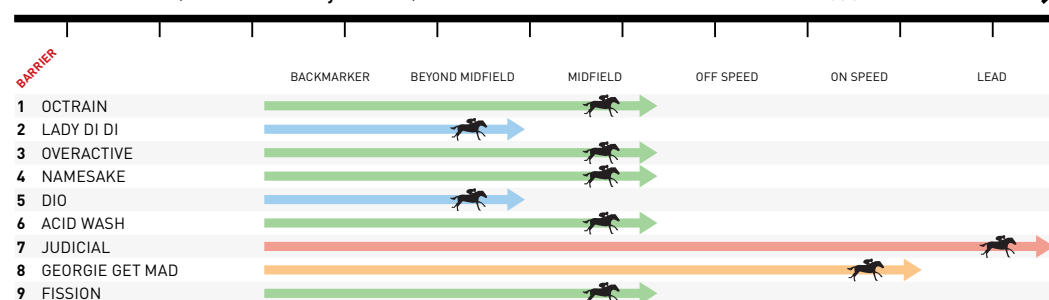 BARRIER
BACKMARKER BEYOND MIDFIELD MIDFIELD OFF SPEED ON SPEED LEAD
1 OCTRAIN
2 LADY DI DI
3 OVERACTIVE
4 NAMESAKE
5 DIO
6 ACID WASH
7 JUDICIAL
8 GEORGIE GET MAD
9 FISSION